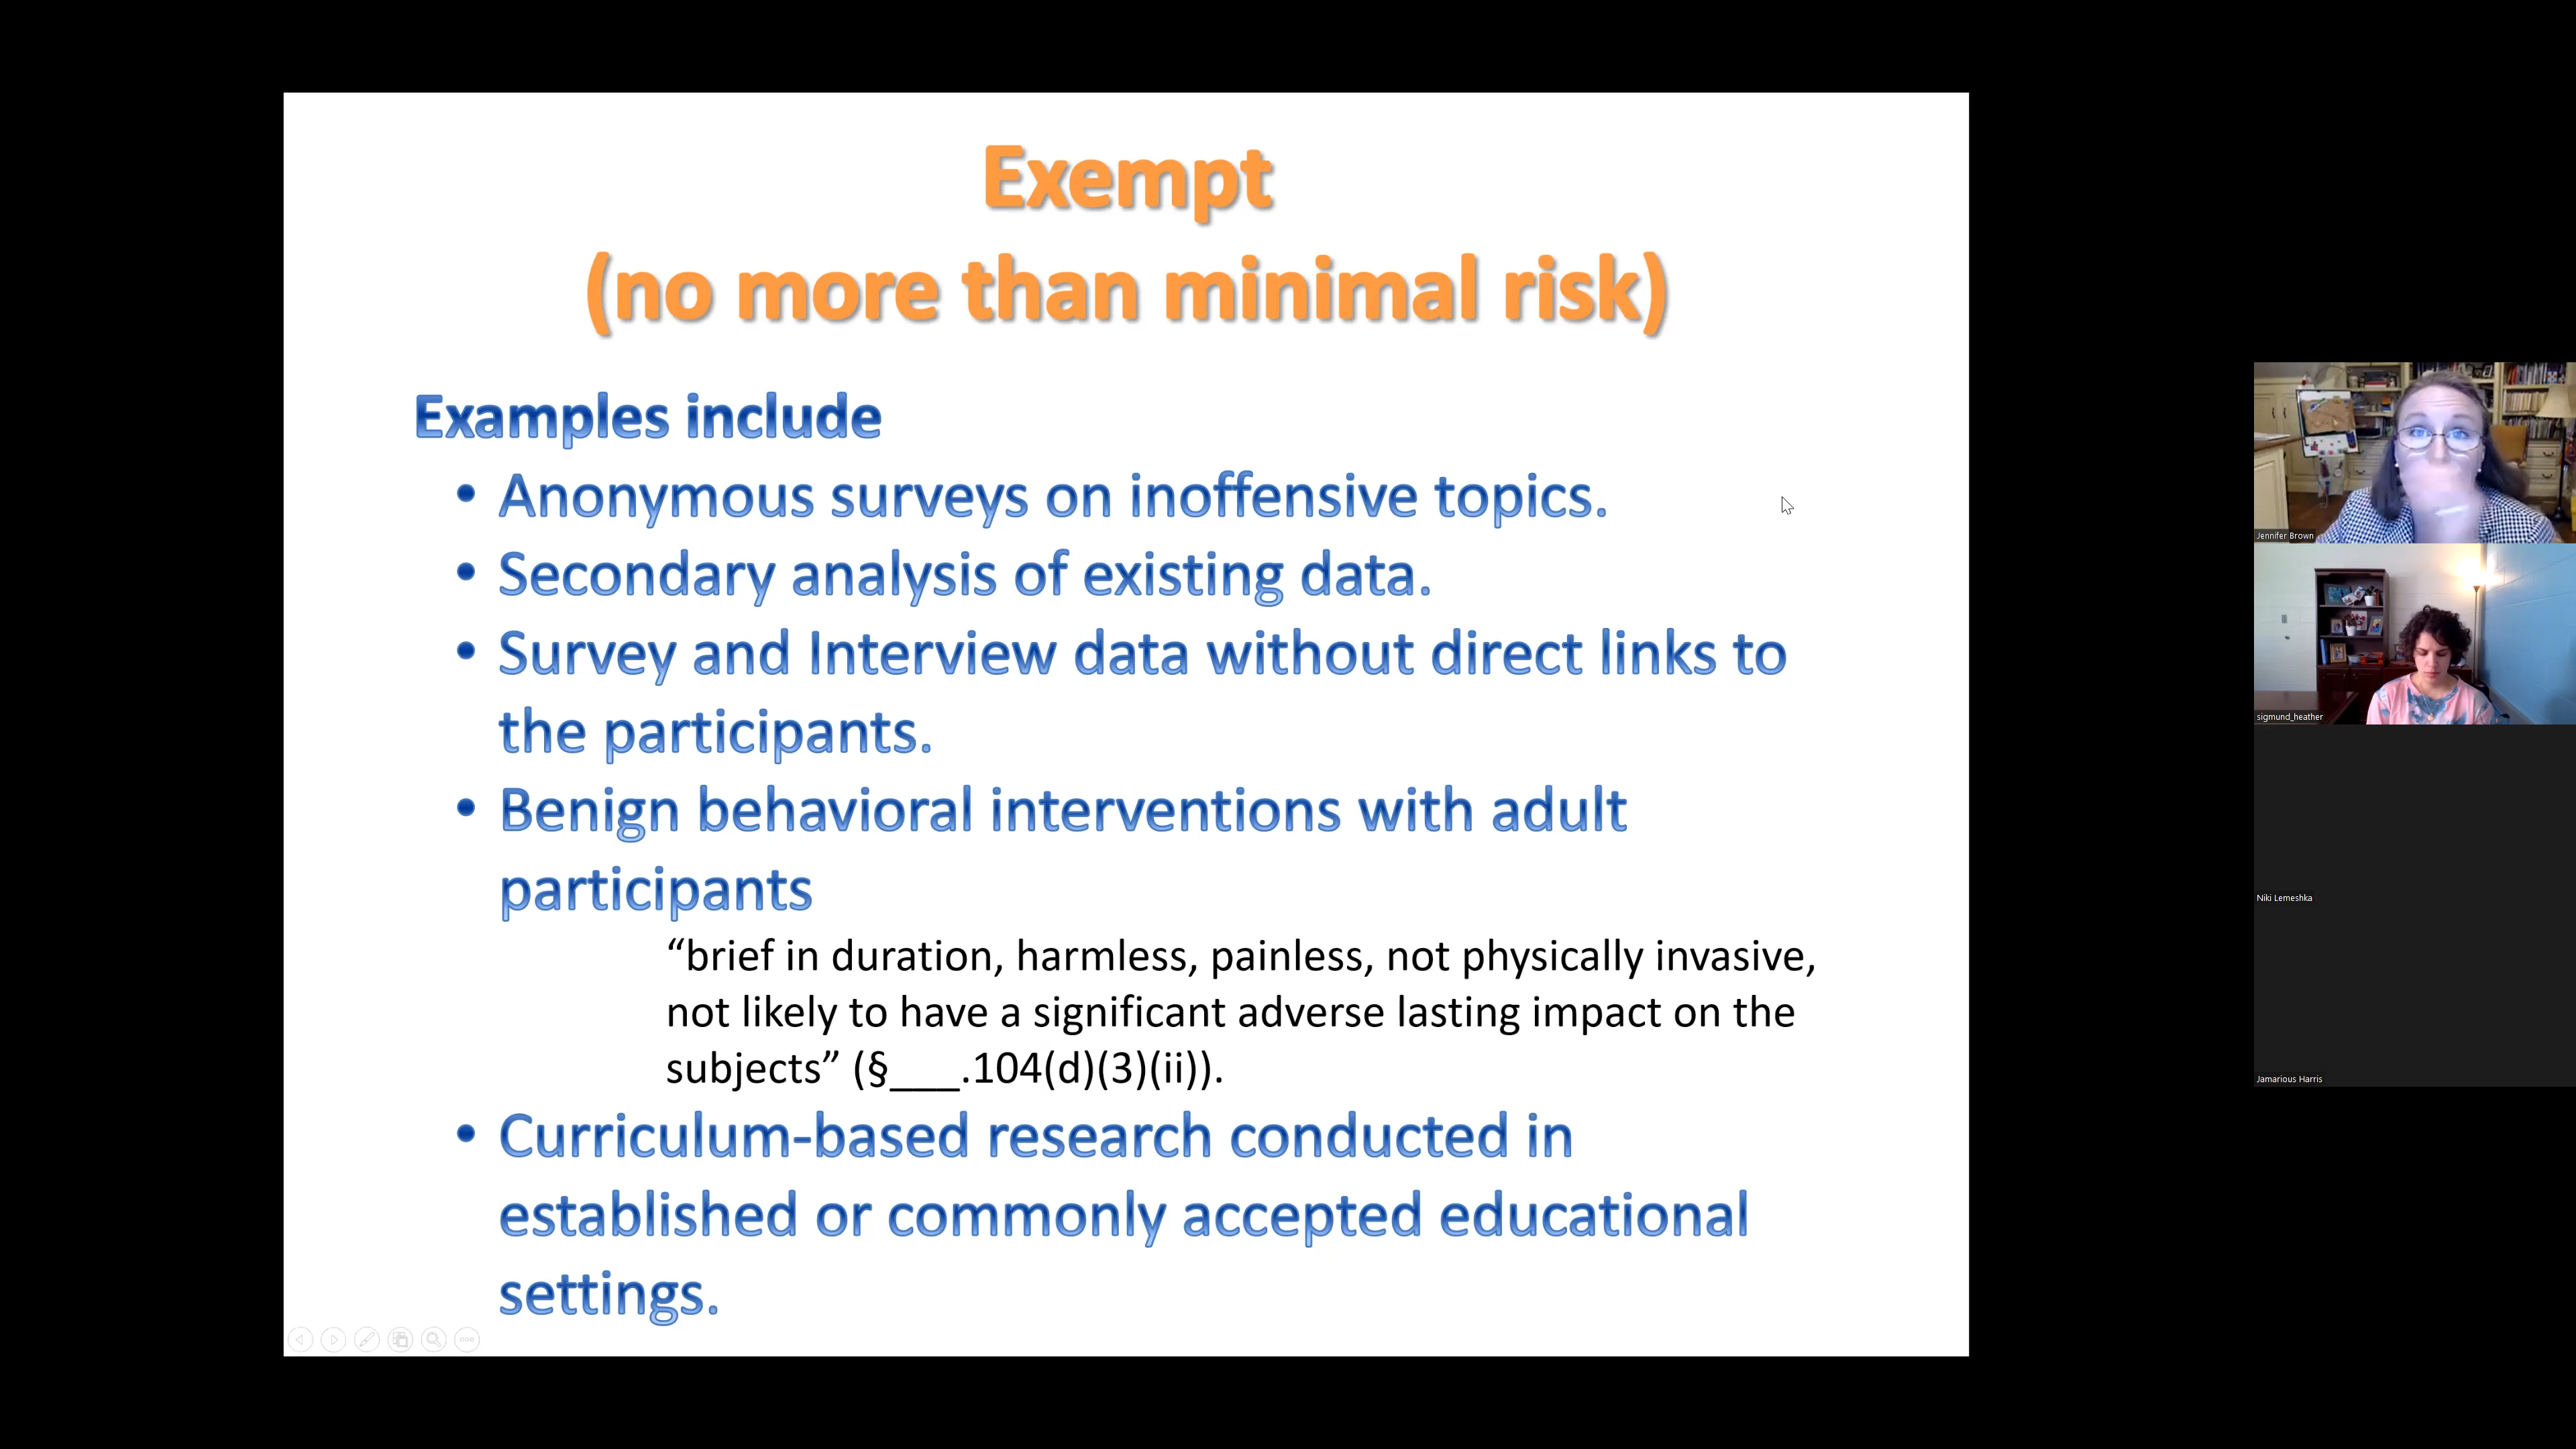 Exempt
(no more than minimal risk)
Examples include
• Anonymous surveys on inoffensive topics.
• Secondary analysis of existing data.
• Survey and Interview data without direct links to
the participants.
• Benign behavioral interventions with adult
participants
“brief in duration, harmless, painless, not physically invasive,
not likely to have a significant adverse lasting impact on the
subjects” (§___.104(d)(3)(ii)).
• Curriculum-based research conducted in
established or commonly accepted educational
settings.
Jennifer Brown
sigmund_heather
Niki Lemeshka
Jamarious Harris